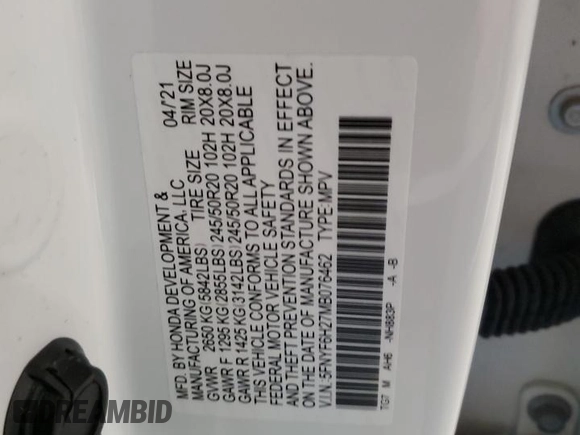 MFD. BY HONDA DEVELOPMENT & 04/'21
MANUFACTURING OF AMERICA, LLC
GVWR 2650 KG (5842LBS) TIRE SIZE RIM SIZE
GAWR F 1295 KG (2855LBS) 245/50R20 102H 20X8.0J
GAWR R 1425 KG (3142LBS) 245/50R20 102H 20X8.0J
THIS VEHICLE CONFORMS TO ALL APPLICABLE
FEDERAL MOTOR VEHICLE SAFETY
AND THEFT PREVENTION STANDARDS IN EFFECT
ON THE DATE OF MANUFACTURE SHOWN ABOVE.
V.I.N.: 5FNYF6H27MB076462 TYPE:MPV
TG7 M AH6 -NH883P -A -B
DREAMBID